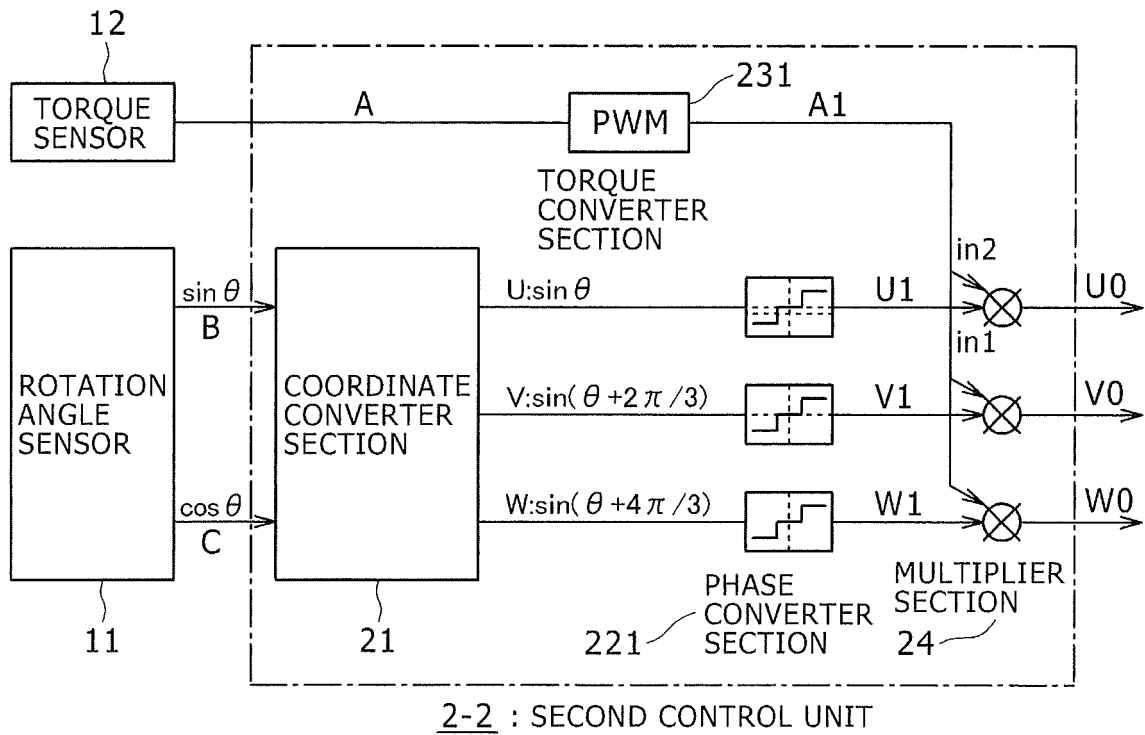 12
231
TORQUE
SENSOR
A
PWM
A1
TORQUE
CONVERTER
SECTION
in2
sin θ
B
U:sin θ
U1
U0
in1
ROTATION
ANGLE
SENSOR
COORDINATE
CONVERTER
SECTION
V:sin(θ+2π/3)
V1
V0
cos θ
C
W:sin(θ+4π/3)
W1
W0
PHASE
CONVERTER
SECTION
MULTIPLIER
SECTION
11
21
221
24
2-2 : SECOND CONTROL UNIT